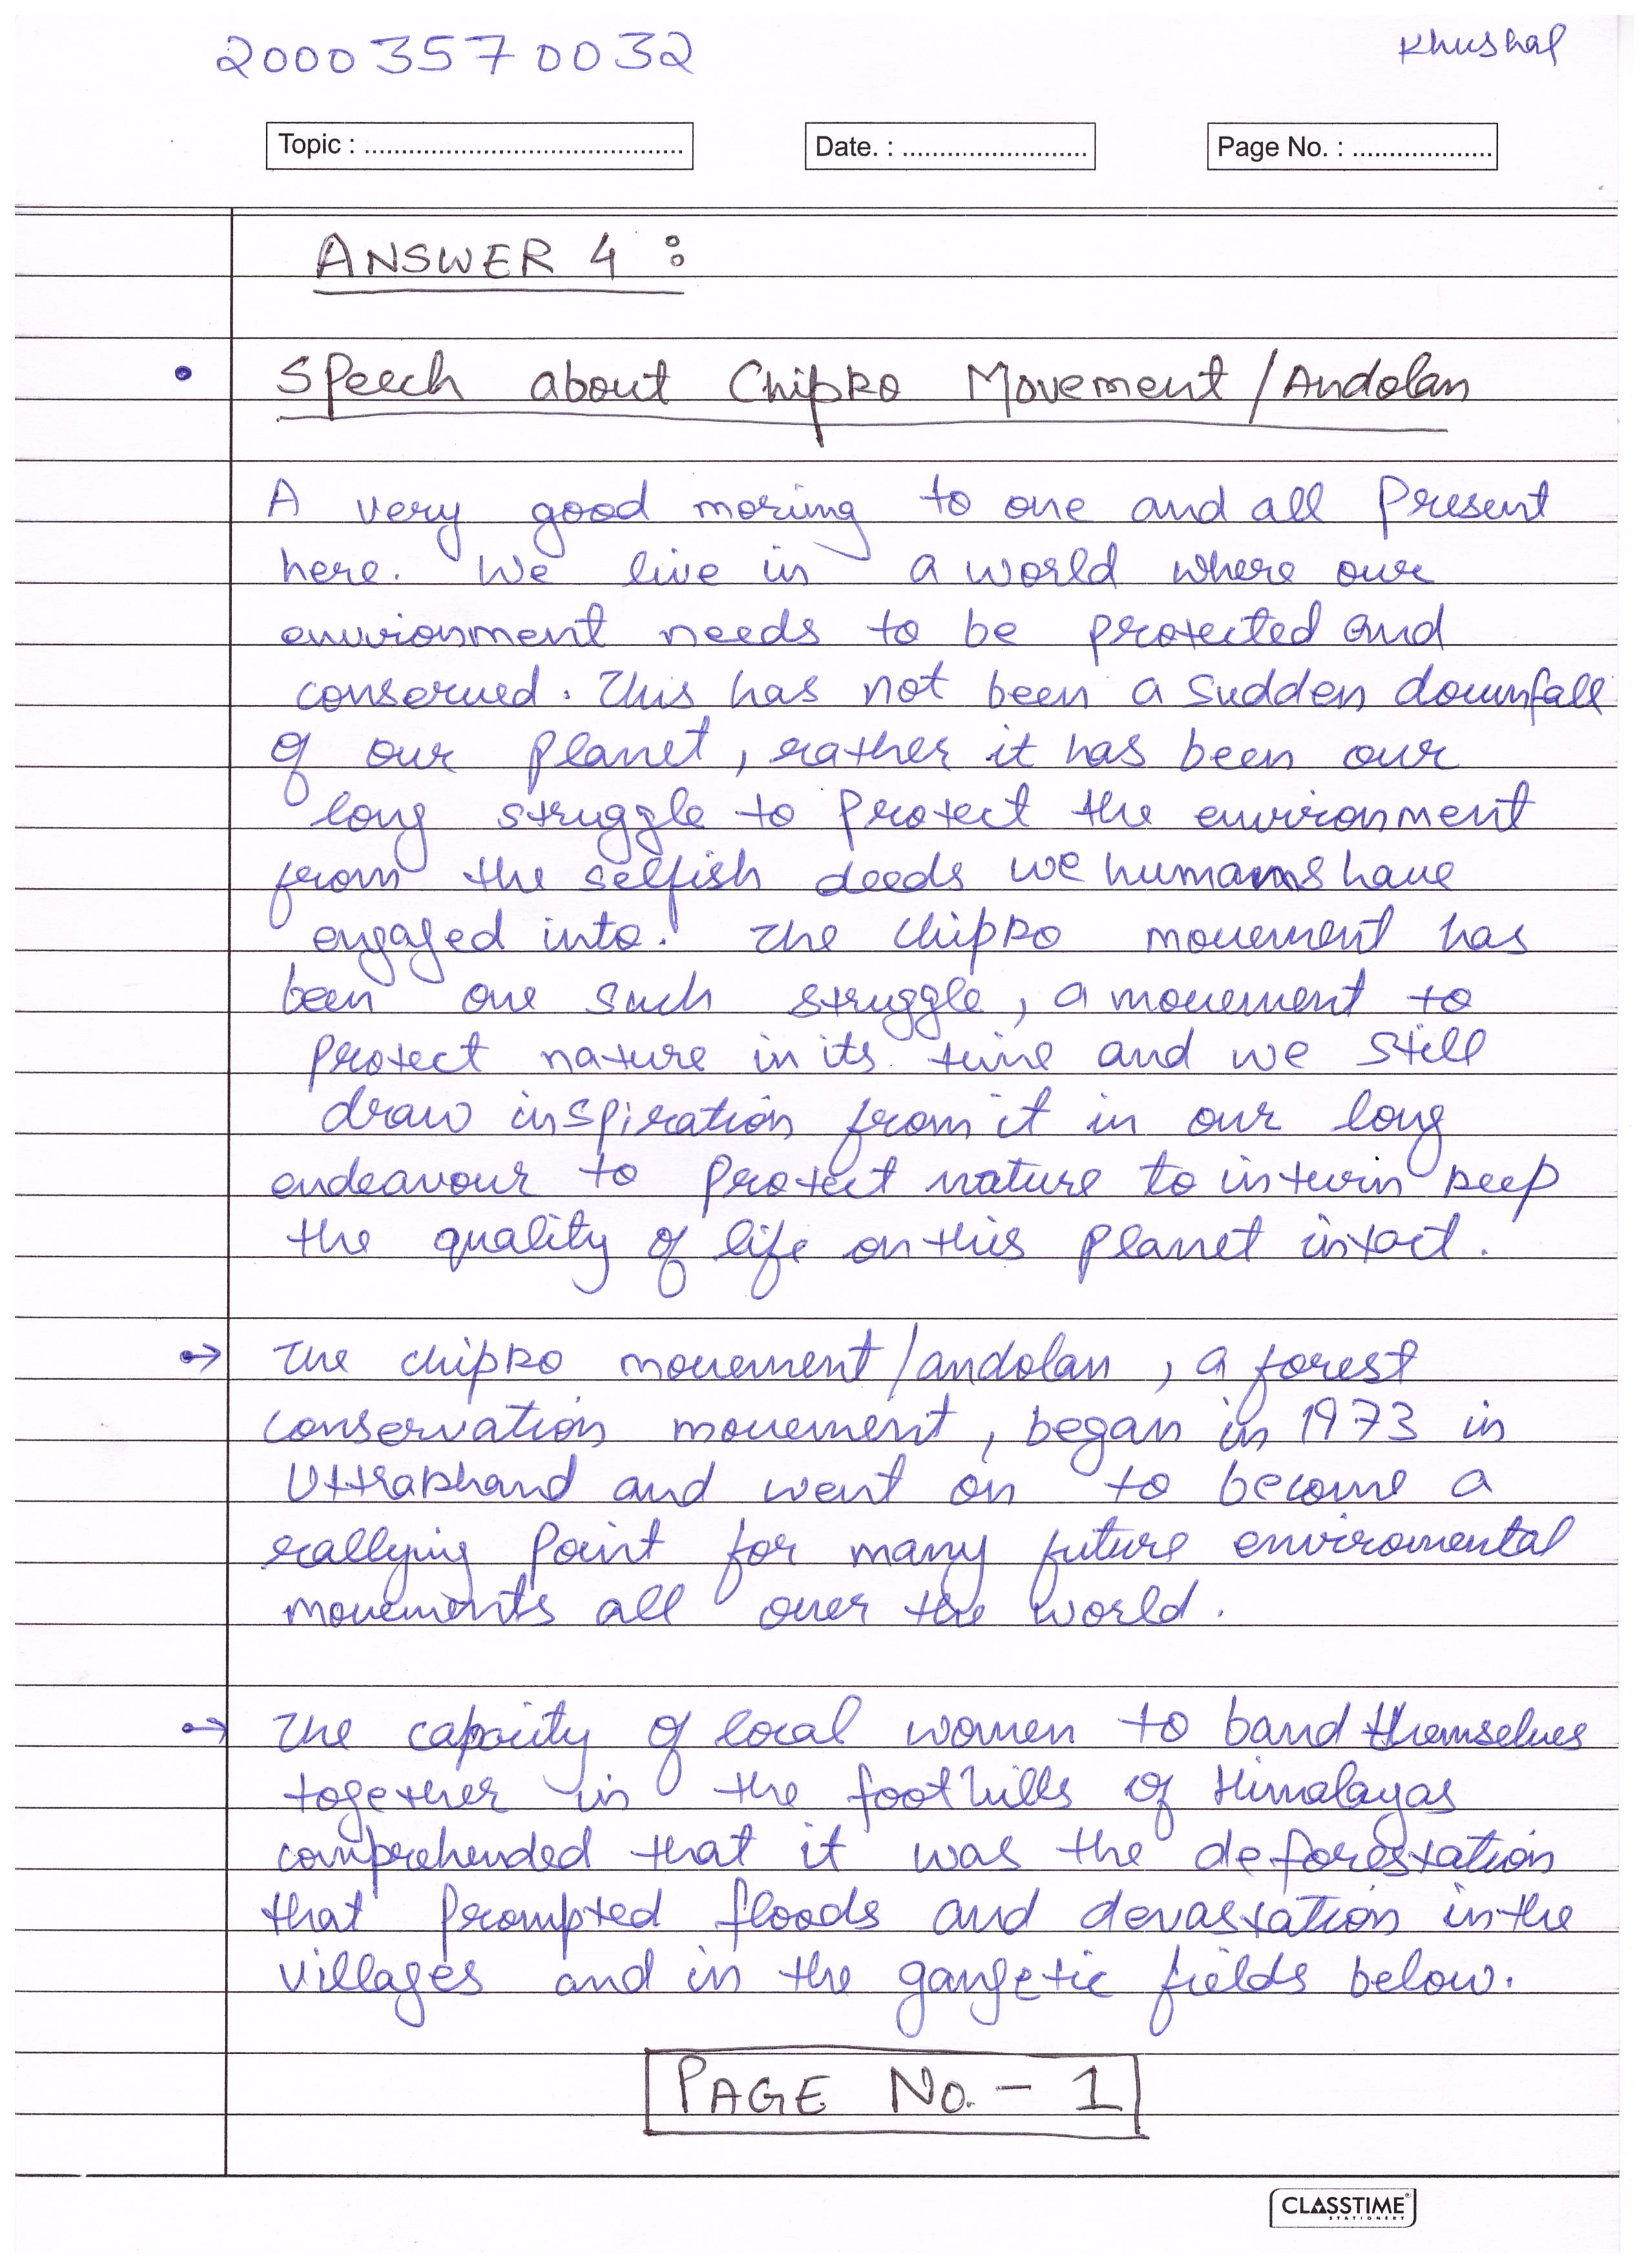 20003570032
Khushal
Topic : ..........................................
Date. : .........................
Page No. : ...................
ANSWER 4 :
• Speech about Chipko Movement/Andolan
A very good moring to one and all Present
here. We live in a world where our
environment needs to be protected and
conserved. This has not been a sudden downfall
of our planet, rather it has been our
long struggle to protect the environment
from the selfish deeds we humans have
engaged into. The Chipko movement has
been one such struggle, a movement to
protect nature in its time and we still
draw inspiration from it in our long
endeavour to protect nature to inturn keep
the quality of life on this planet intact.
→ The chipko movement/andolan, a forest
conservation movement, began in 1973 in
Uttrakhand and went on to become a
rallying point for many future enviromental
movements all over the world.
→ The capacity of local women to band themselves
together in the foothills of Himalayas
comprehended that it was the deforestation
that prompted floods and devastation in the
villages and in the gangetic fields below.
PAGE No. - 1
CLASSTIME
STATIONERY